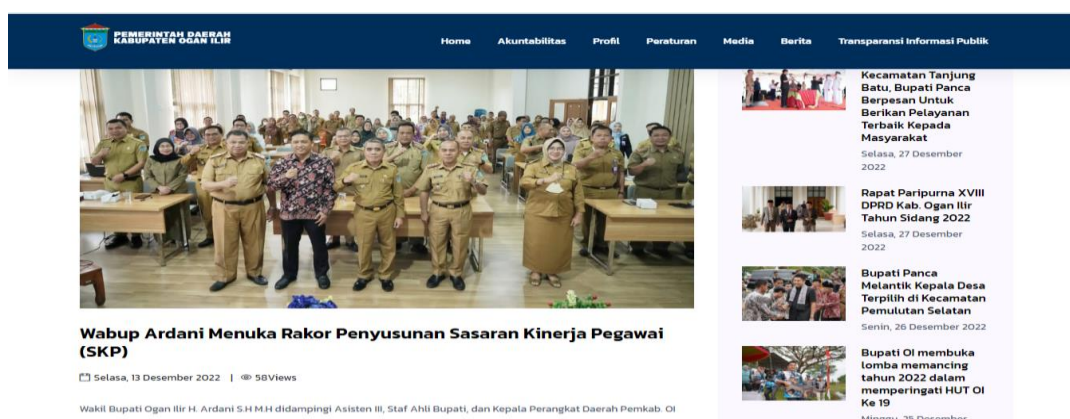 PEMERINTAH DAERAH
KABUPATEN OGAN ILIR
Home Akuntabilitas Profil Peraturan Media Berita Transparansi Informasi Publik
Wabup Ardani Menuka Rakor Penyusunan Sasaran Kinerja Pegawai
(SKP)
Selasa, 13 Desember 2022 | 58Views
Wakil Bupati Ogan Ilir H. Ardani S.H M.H didampingi Asisten III, Staf Ahli Bupati, dan Kepala Perangkat Daerah Pemkab. OI
Kecamatan Tanjung
Batu, Bupati Panca
Berpesan Untuk
Berikan Pelayanan
Terbaik Kepada
Masyarakat
Selasa, 27 Desember
2022
Rapat Paripurna XVIII
DPRD Kab. Ogan Ilir
Tahun Sidang 2022
Selasa, 27 Desember
2022
Bupati Panca
Melantik Kepala Desa
Terpilih di Kecamatan
Pemulutan Selatan
Senin, 26 Desember 2022
Bupati OI membuka
lomba memancing
tahun 2022 dalam
memperingati HUT OI
Ke 19
Minggu, 25 Desember